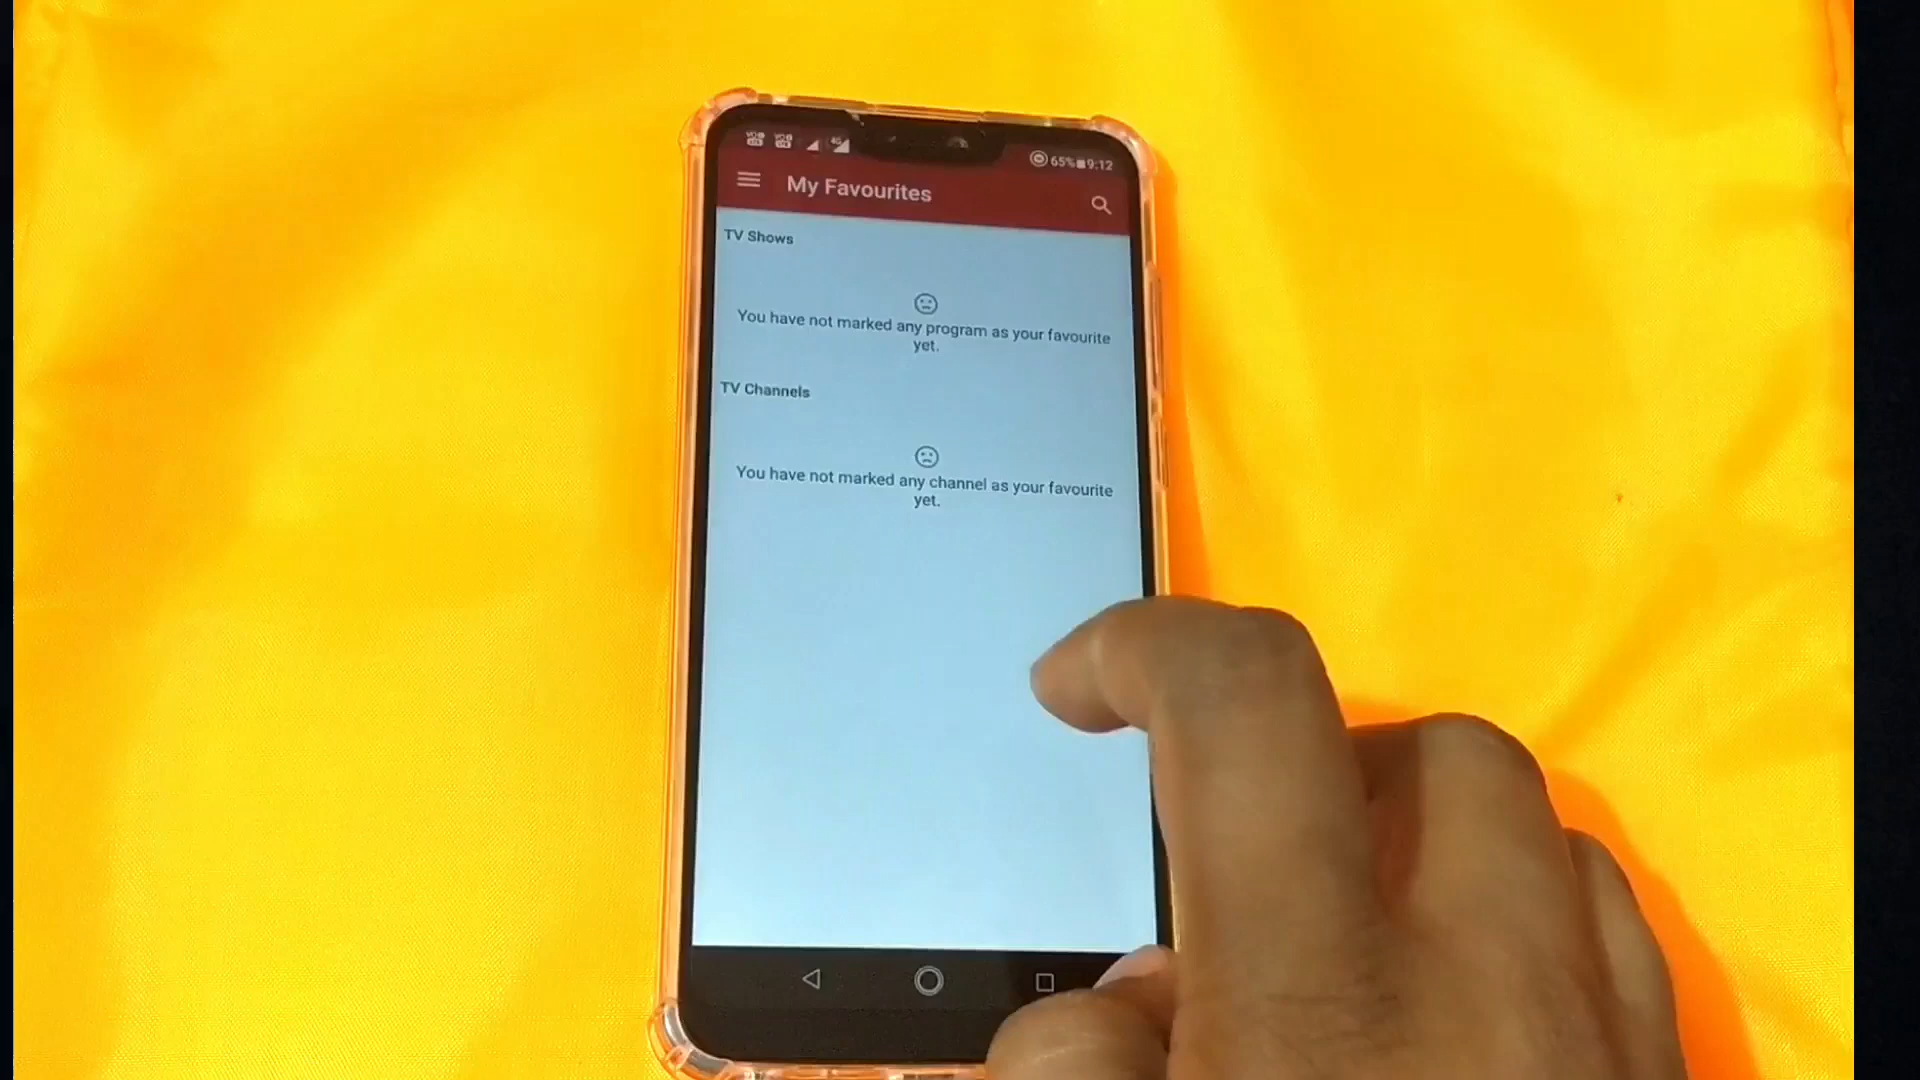 65% 9:12
My Favourites
TV Shows
You have not marked any program as your favourite
yet.
TV Channels
You have not marked any channel as your favourite
yet.